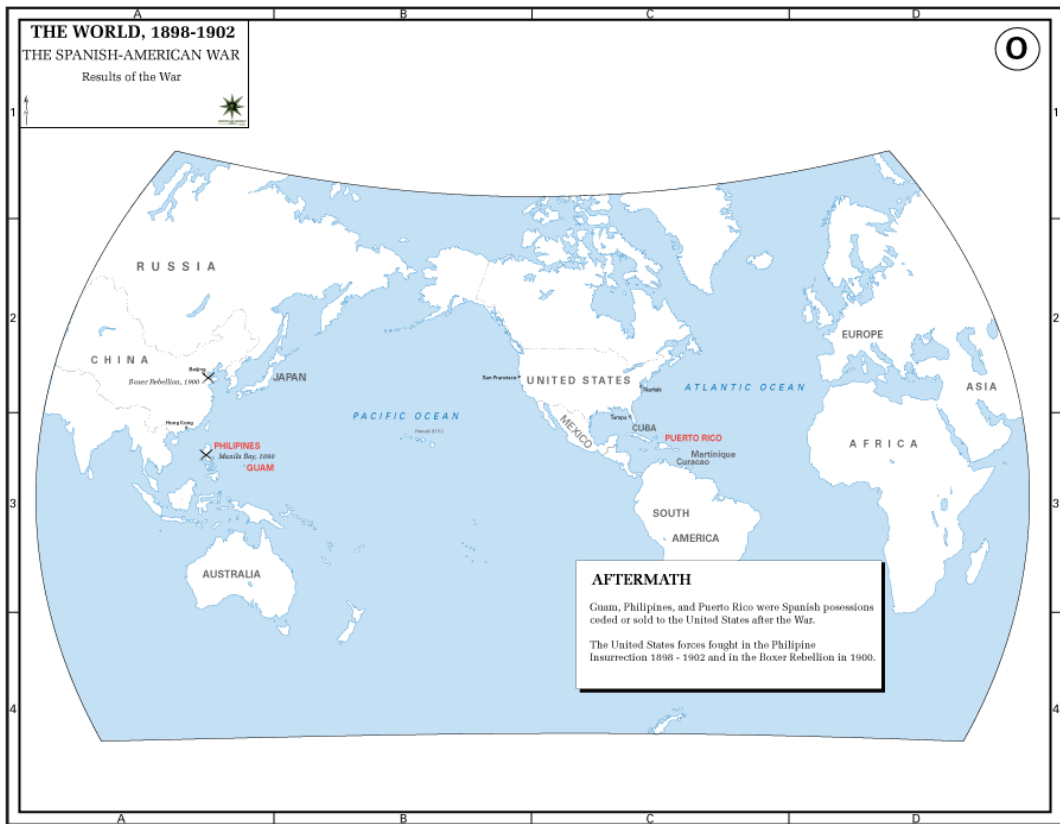 A
B
C
D
THE WORLD, 1898-1902
THE SPANISH-AMERICAN WAR
Results of the War
N
O
1
1
RUSSIA
2
2
EUROPE
CHINA
Beijing
Boxer Rebellion, 1900
JAPAN
San Francisco
UNITED STATES
Norfolk
ATLANTIC OCEAN
ASIA
PACIFIC OCEAN
Tampa
MEXICO
CUBA
Hong Kong
PUERTO RICO
AFRICA
PHILIPINES
Manila Bay, 1898
Martinique
Curacao
GUAM
3
3
SOUTH
AMERICA
AUSTRALIA
AFTERMATH
Guam, Philipines, and Puerto Rico were Spanish posessions
ceded or sold to the United States after the War.
The United States forces fought in the Philipine
Insurrection 1898 - 1902 and in the Boxer Rebellion in 1900.
4
4
A
B
C
D